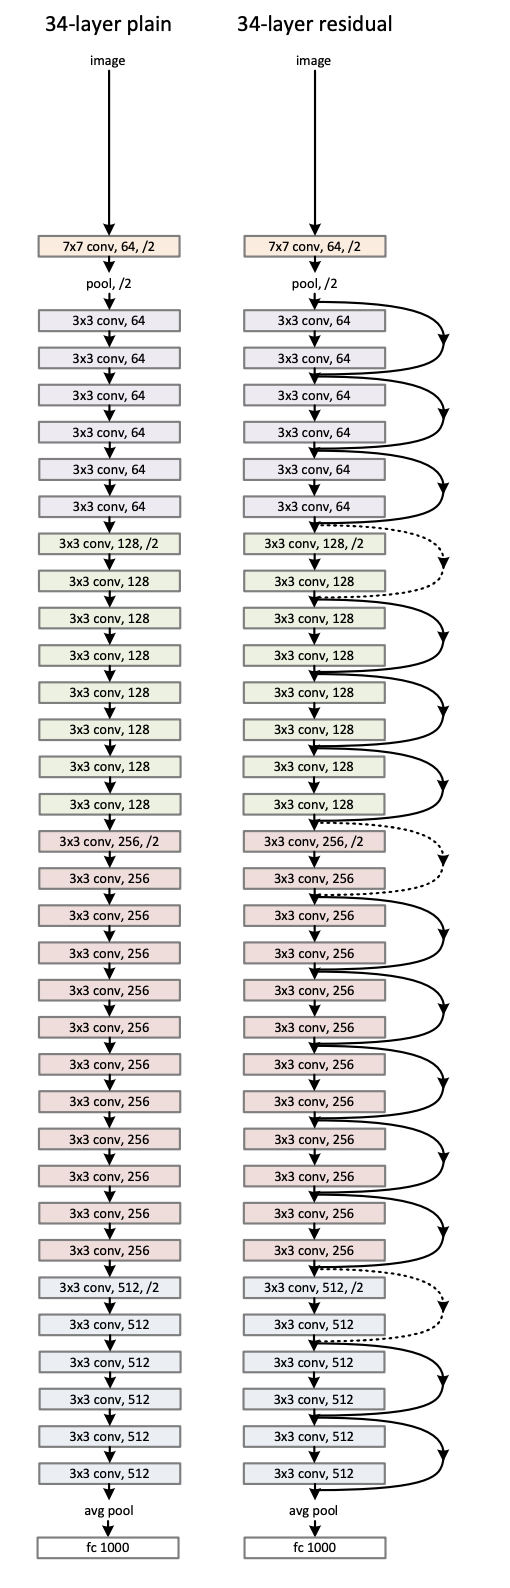 34-layer plain
image
7x7 conv, 64, /2
pool, /2
3x3 conv, 64
3x3 conv, 64
3x3 conv, 64
3x3 conv, 64
3x3 conv, 64
3x3 conv, 64
3x3 conv, 128, /2
3x3 conv, 128
3x3 conv, 128
3x3 conv, 128
3x3 conv, 128
3x3 conv, 128
3x3 conv, 128
3x3 conv, 128
3x3 conv, 256, /2
3x3 conv, 256
3x3 conv, 256
3x3 conv, 256
3x3 conv, 256
3x3 conv, 256
3x3 conv, 256
3x3 conv, 256
3x3 conv, 256
3x3 conv, 256
3x3 conv, 256
3x3 conv, 256
3x3 conv, 512, /2
3x3 conv, 512
3x3 conv, 512
3x3 conv, 512
3x3 conv, 512
3x3 conv, 512
avg pool
fc 1000
34-layer residual
image
7x7 conv, 64, /2
pool, /2
3x3 conv, 64
3x3 conv, 64
3x3 conv, 64
3x3 conv, 64
3x3 conv, 64
3x3 conv, 64
3x3 conv, 128, /2
3x3 conv, 128
3x3 conv, 128
3x3 conv, 128
3x3 conv, 128
3x3 conv, 128
3x3 conv, 128
3x3 conv, 128
3x3 conv, 256, /2
3x3 conv, 256
3x3 conv, 256
3x3 conv, 256
3x3 conv, 256
3x3 conv, 256
3x3 conv, 256
3x3 conv, 256
3x3 conv, 256
3x3 conv, 256
3x3 conv, 256
3x3 conv, 256
3x3 conv, 512, /2
3x3 conv, 512
3x3 conv, 512
3x3 conv, 512
3x3 conv, 512
3x3 conv, 512
avg pool
fc 1000